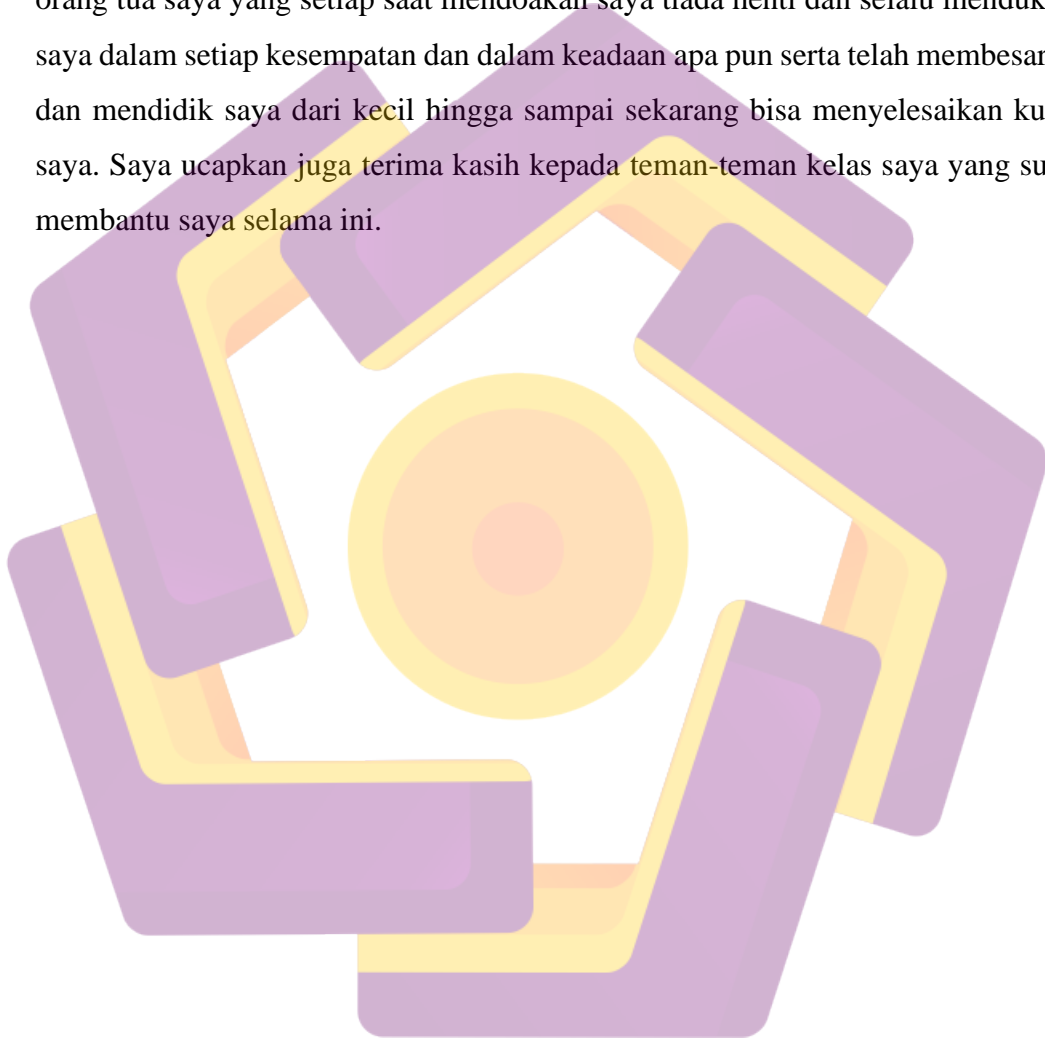 orang tua saya yang setiap saat mendoakan saya tiada henti dan selalu menduk
saya dalam setiap kesempatan dan dalam keadaan apa pun serta telah membesar
dan mendidik saya dari kecil hingga sampai sekarang bisa menyelesaikan ku
saya. Saya ucapkan juga terima kasih kepada teman-teman kelas saya yang su
membantu saya selama ini.